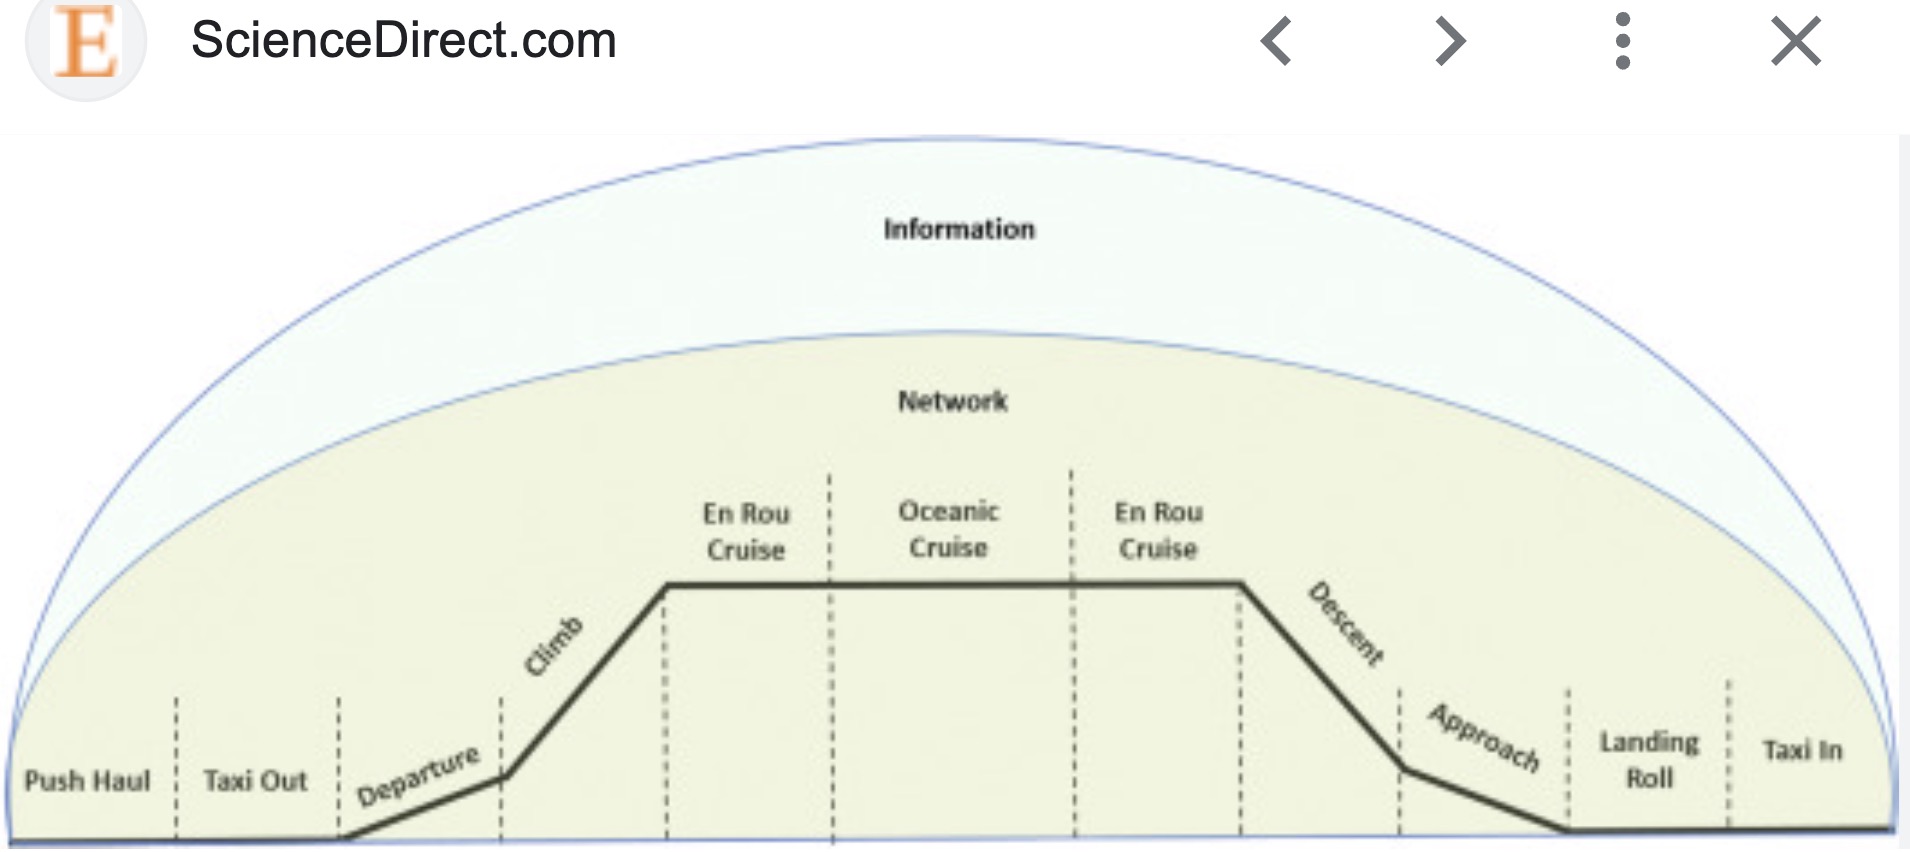 E
ScienceDirect.com
Information
Network
En Rou
Cruise
Oceanic
Cruise
En Rou
Cruise
Climb
Descent
Push Haul
Taxi Out
Departure
Approach
Landing
Roll
Taxi In